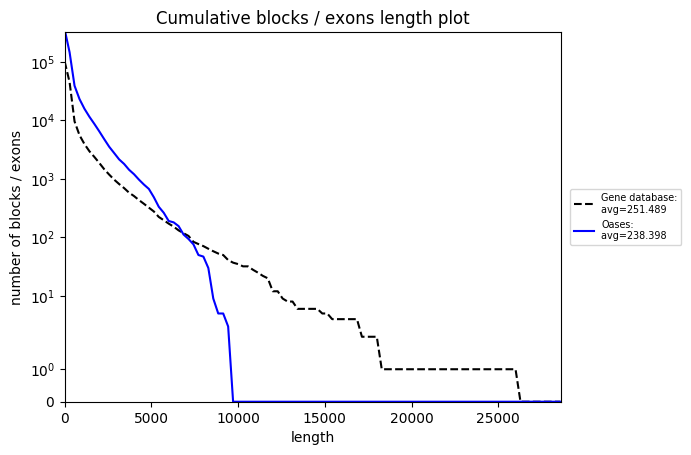 Cumulative blocks / exons length plot
number of blocks / exons
10^5
10^4
10^3
10^2
10^1
10^0
0
0 5000 10000 15000 20000 25000
length
Gene database:
avg=251.489
Oases:
avg=238.398